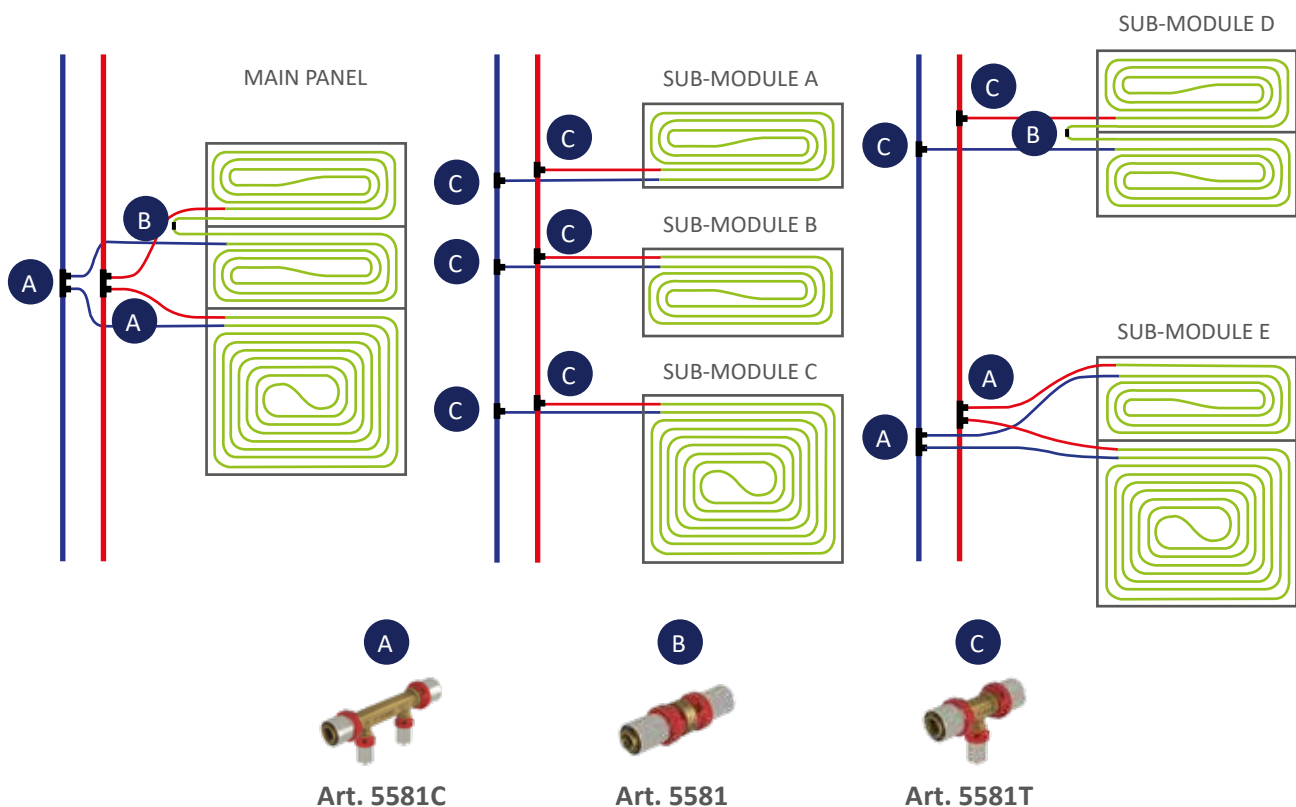 MAIN PANEL
B
A
A
SUB-MODULE A
C
C
SUB-MODULE B
C
C
SUB-MODULE C
C
C
SUB-MODULE D
C
B
C
SUB-MODULE E
A
A
A
B
C
Art. 5581C
Art. 5581
Art. 5581T